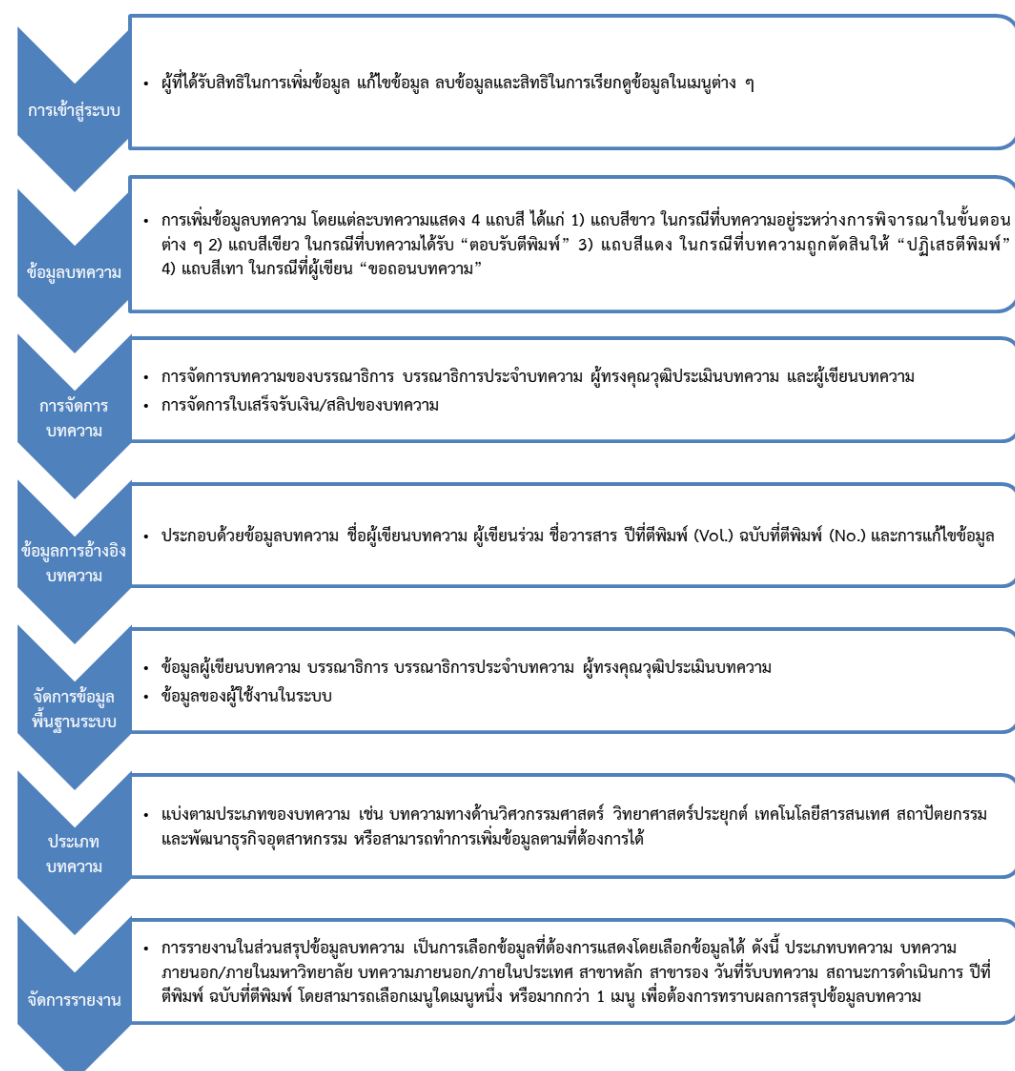 การเข้าสู่ระบบ
• ผู้ที่ได้รับสิทธิในการเพิ่มข้อมูล แก้ไขข้อมูล ลบข้อมูลและสิทธิในการเรียกดูข้อมูลในเมนูต่าง ๆ
ข้อมูลบทความ
• การเพิ่มข้อมูลบทความ โดยแต่ละบทความแสดง 4 แถบสี ได้แก่ 1) แถบสีขาว ในกรณีที่บทความอยู่ระหว่างการพิจารณาในขั้นตอน
ต่าง ๆ 2) แถบสีเขียว ในกรณีที่บทความได้รับ “ตอบรับตีพิมพ์” 3) แถบสีแดง ในกรณีที่บทความถูกตัดสินให้ “ปฏิเสธตีพิมพ์”
4) แถบสีเทา ในกรณีที่ผู้เขียน “ขอถอนบทความ”
การจัดการ
บทความ
• การจัดการบทความของบรรณาธิการ บรรณาธิการประจำบทความ ผู้ทรงคุณวุฒิประเมินบทความ และผู้เขียนบทความ
• การจัดการใบเสร็จรับเงิน/สลิปของบทความ
ข้อมูลการอ้างอิง
บทความ
• ประกอบด้วยข้อมูลบทความ ชื่อผู้เขียนบทความ ผู้เขียนร่วม ชื่อวารสาร ปีที่ตีพิมพ์ (Vol.) ฉบับที่ตีพิมพ์ (No.) และการแก้ไขข้อมูล
จัดการข้อมูล
พื้นฐานระบบ
• ข้อมูลผู้เขียนบทความ บรรณาธิการ บรรณาธิการประจำบทความ ผู้ทรงคุณวุฒิประเมินบทความ
• ข้อมูลของผู้ใช้งานในระบบ
ประเภท
บทความ
• แบ่งตามประเภทของบทความ เช่น บทความทางด้านวิศวกรรมศาสตร์ วิทยาศาสตร์ประยุกต์ เทคโนโลยีสารสนเทศ สถาปัตยกรรม
และพัฒนาธุรกิจอุตสาหกรรม หรือสามารถทำการเพิ่มข้อมูลตามที่ต้องการได้
จัดการรายงาน
• การรายงานในส่วนสรุปข้อมูลบทความ เป็นการเลือกข้อมูลที่ต้องการแสดงโดยเลือกข้อมูลได้ ดังนี้ ประเภทบทความ บทความ
ภายนอก/ภายในมหาวิทยาลัย บทความภายนอก/ภายในประเทศ สาขาหลัก สาขารอง วันที่รับบทความ สถานะการดำเนินการ ปีที่
ตีพิมพ์ ฉบับที่ตีพิมพ์ โดยสามารถเลือกเมนูใดเมนูหนึ่ง หรือมากกว่า 1 เมนู เพื่อต้องการทราบผลการสรุปข้อมูลบทความ